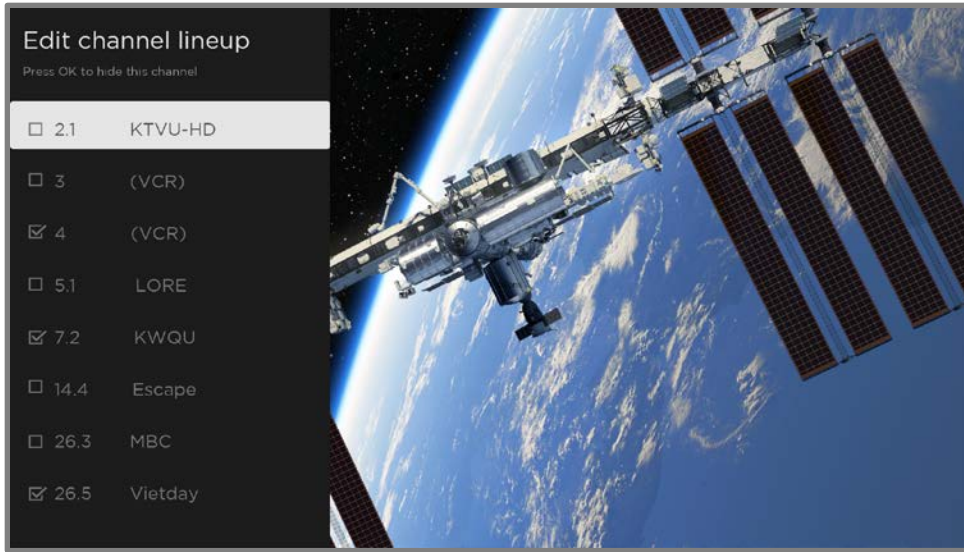 Edit channel lineup
Press OK to hide this channel
2.1 KTVU-HD
3 (VCR)
4 (VCR)
5.1 LORE
7.2 KWQU
14.4 Escape
26.3 MBC
26.5 Vietday